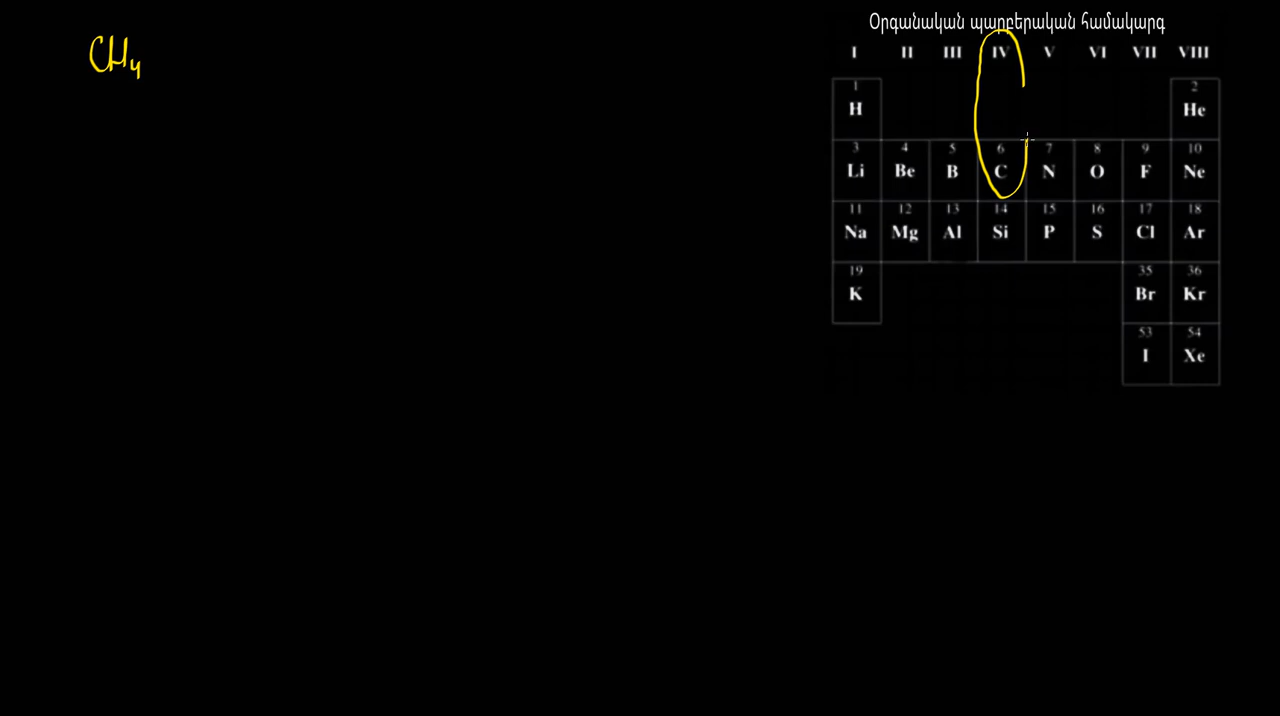 CH₄
Օրգանական պարբերական համակարգ
I II III IV V VI VII VIII
1 2
H He
3 4 5 6 7 8 9 10
Li Be B C N O F Ne
11 12 13 14 15 16 17 18
Na Mg Al Si P S Cl Ar
19 35 36
K Br Kr
53 54
I Xe